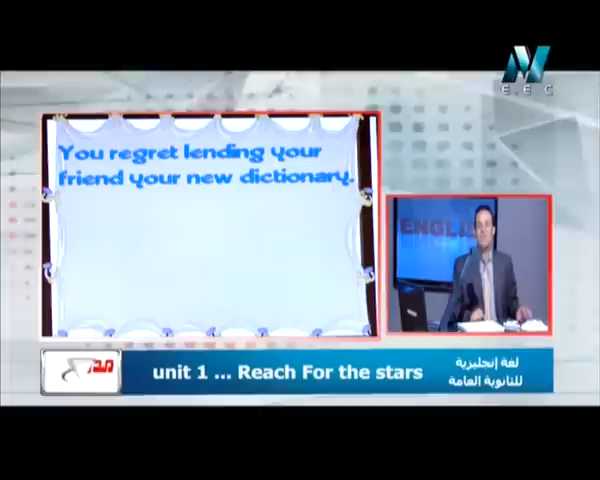 E.E.C
You regret lending your
friend your new dictionary.
ENGLI
unit 1 ... Reach For the stars
لغة إنجليزية
للثانوية العامة